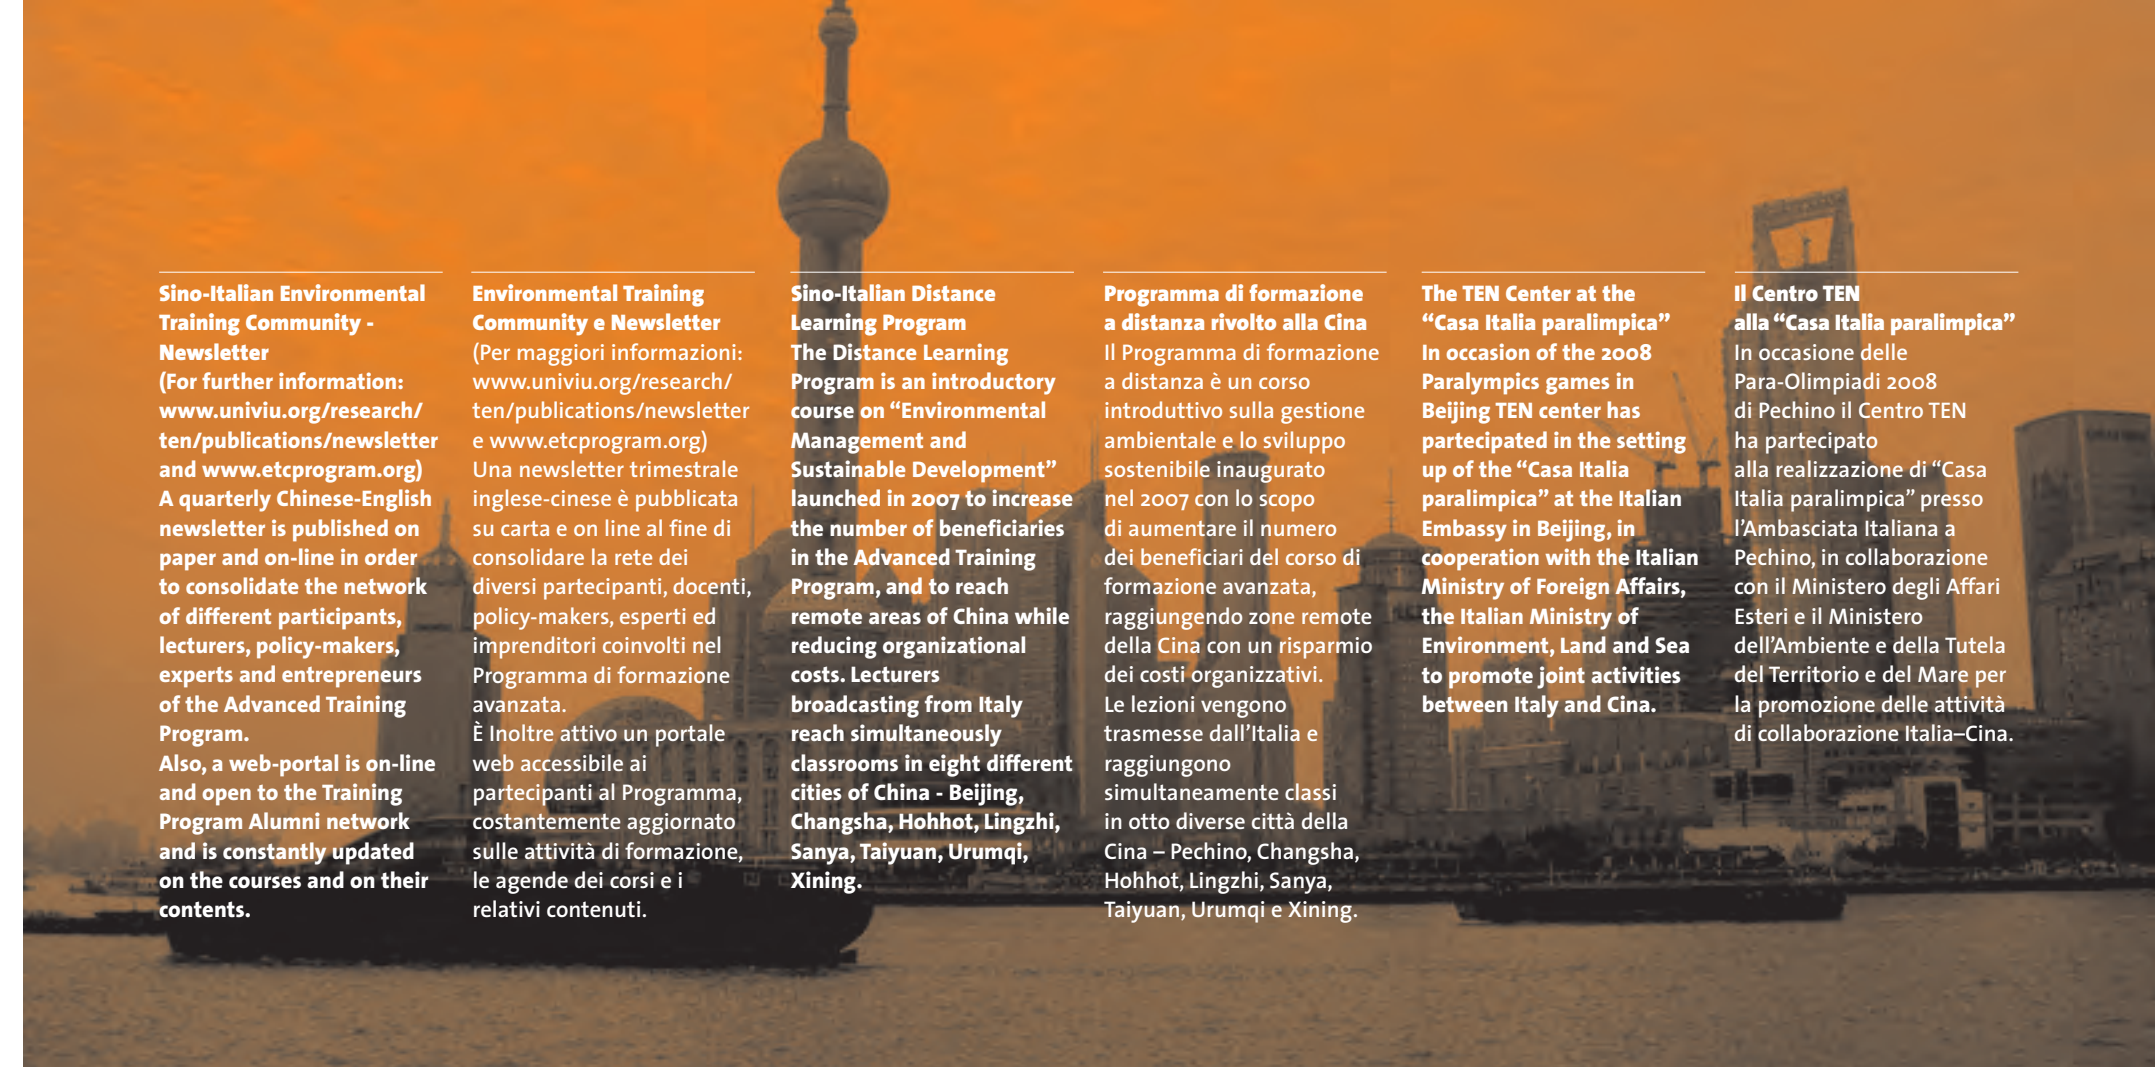 Sino-Italian Environmental
Training Community -
Newsletter
(For further information:
www.univiu.org/research/
ten/publications/newsletter
and www.etcprogram.org)
A quarterly Chinese-English
newsletter is published on
paper and on-line in order
to consolidate the network
of different participants,
lecturers, policy-makers,
experts and entrepreneurs
of the Advanced Training
Program.
Also, a web-portal is on-line
and open to the Training
Program Alumni network
and is constantly updated
on the courses and on their
contents.
Environmental Training
Community e Newsletter
(Per maggiori informazioni:
www.univiu.org/research/
ten/publications/newsletter
e www.etcprogram.org)
Una newsletter trimestrale
inglese-cinese è pubblicata
su carta e on line al fine di
consolidare la rete dei
diversi partecipanti, docenti,
policy-makers, esperti ed
imprenditori coinvolti nel
Programma di formazione
avanzata.
È Inoltre attivo un portale
web accessibile ai
partecipanti al Programma,
costantemente aggiornato
sulle attività di formazione,
le agende dei corsi e i
relativi contenuti.
Sino-Italian Distance
Learning Program
The Distance Learning
Program is an introductory
course on “Environmental
Management and
Sustainable Development”
launched in 2007 to increase
the number of beneficiaries
in the Advanced Training
Program, and to reach
remote areas of China while
reducing organizational
costs. Lecturers
broadcasting from Italy
reach simultaneously
classrooms in eight different
cities of China - Beijing,
Changsha, Hohhot, Lingzhi,
Sanya, Taiyuan, Urumqi,
Xining.
Programma di formazione
a distanza rivolto alla Cina
Il Programma di formazione
a distanza è un corso
introduttivo sulla gestione
ambientale e lo sviluppo
sostenibile inaugurato
nel 2007 con lo scopo
di aumentare il numero
dei beneficiari del corso di
formazione avanzata,
raggiungendo zone remote
della Cina con un risparmio
dei costi organizzativi.
Le lezioni vengono
trasmesse dall’Italia e
raggiungono
simultaneamente classi
in otto diverse città della
Cina – Pechino, Changsha,
Hohhot, Lingzhi, Sanya,
Taiyuan, Urumqi e Xining.
The TEN Center at the
“Casa Italia paralimpica”
In occasion of the 2008
Paralympics games in
Beijing TEN center has
partecipated in the setting
up of the “Casa Italia
paralimpica” at the Italian
Embassy in Beijing, in
cooperation with the Italian
Ministry of Foreign Affairs,
the Italian Ministry of
Environment, Land and Sea
to promote joint activities
between Italy and Cina.
Il Centro TEN
alla “Casa Italia paralimpica”
In occasione delle
Para-Olimpiadi 2008
di Pechino il Centro TEN
ha partecipato
alla realizzazione di “Casa
Italia paralimpica” presso
l’Ambasciata Italiana a
Pechino, in collaborazione
con il Ministero degli Affari
Esteri e il Ministero
dell’Ambiente e della Tutela
del Territorio e del Mare per
la promozione delle attività
di collaborazione Italia–Cina.